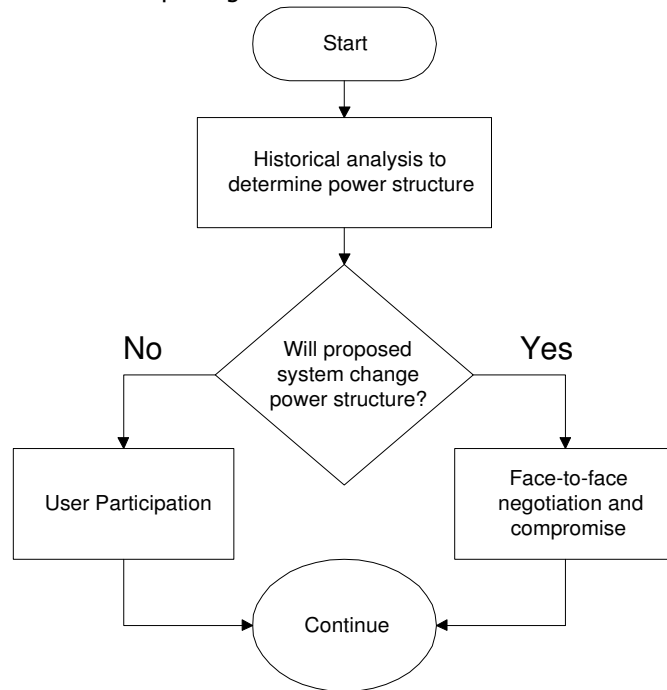 Start
Historical analysis to
determine power structure
No
Will proposed
system change
power structure?
Yes
User Participation
Face-to-face
negotiation and
compromise
Continue